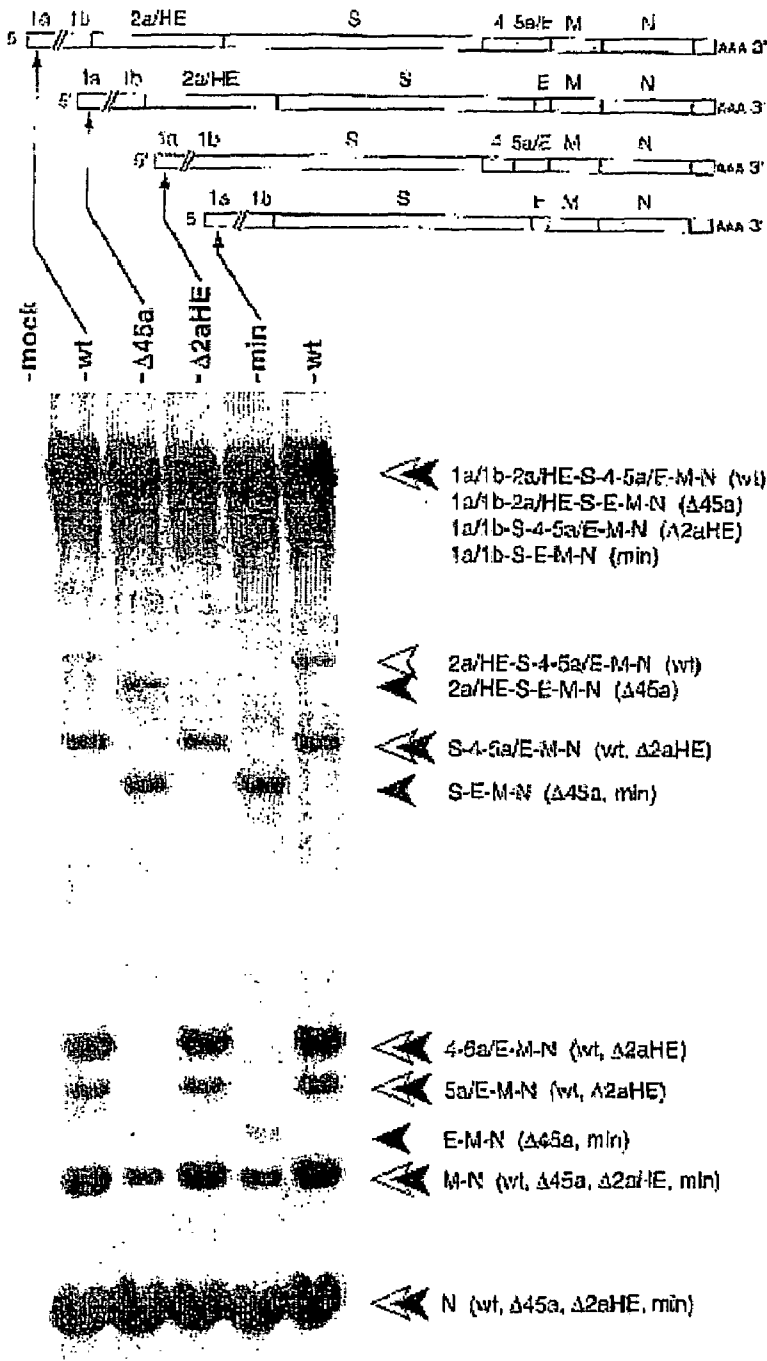 1a 1b 2a/HE S 4 5a/E M N
5 // AAA 3'
1a 1b 2a/HE S E M N
5' // AAA 3'
1a 1b S 4 5a/E M N
5' // AAA 3'
1a 1b S E M N
5 // AAA 3'
-mock
-wt
-Δ45a
-Δ2aHE
-min
-wt
1a/1b-2a/HE-S-4-5a/E-M-N (wt)
1a/1b-2a/HE-S-E-M-N (Δ45a)
1a/1b-S-4-5a/E-M-N (Δ2aHE)
1a/1b-S-E-M-N (min)
2a/HE-S-4-5a/E-M-N (wt)
2a/HE-S-E-M-N (Δ45a)
S-4-5a/E-M-N (wt, Δ2aHE)
S-E-M-N (Δ45a, min)
4-5a/E-M-N (wt, Δ2aHE)
5a/E-M-N (wt, Δ2aHE)
E-M-N (Δ45a, min)
M-N (wt, Δ45a, Δ2a/HE, min)
N (wt, Δ45a, Δ2aHE, min)